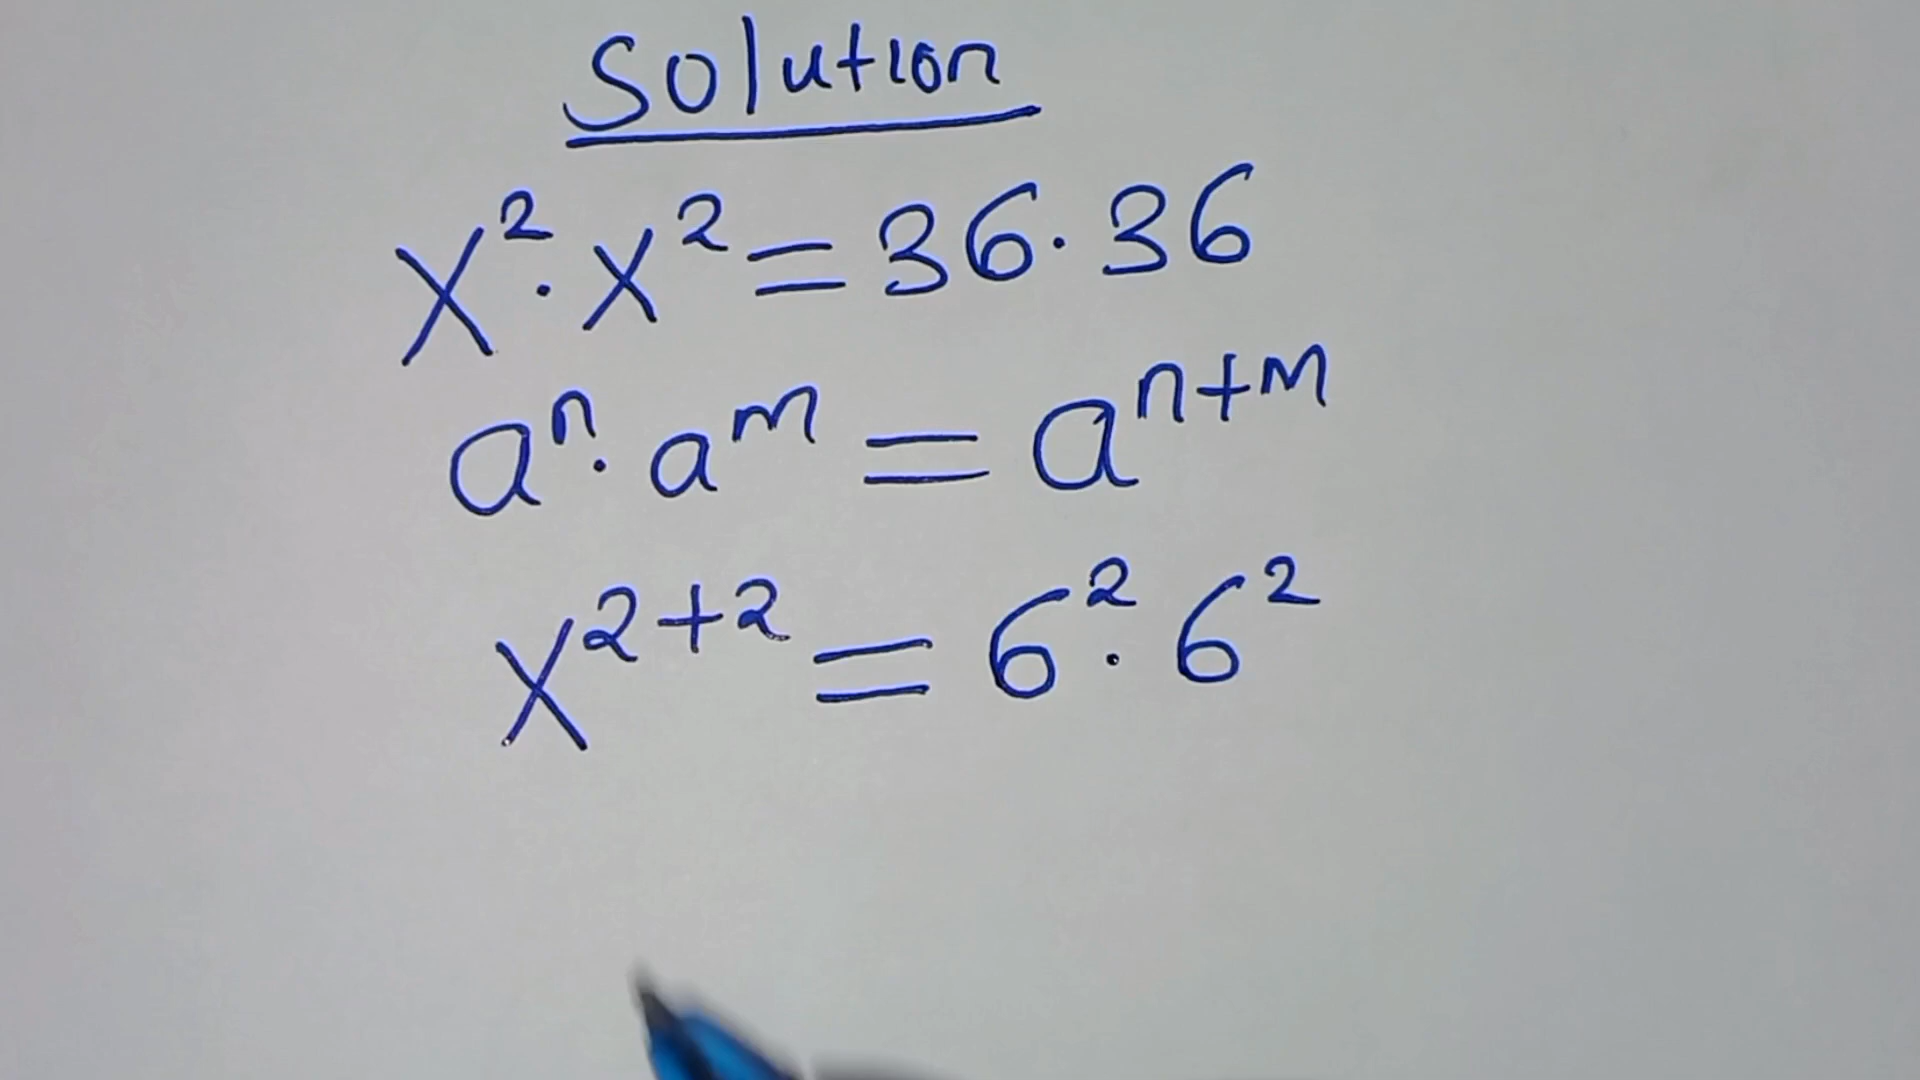 Solution
x²·x²=36·36
aⁿ·aᵐ=aⁿ⁺ᵐ
x²⁺²=6²·6²